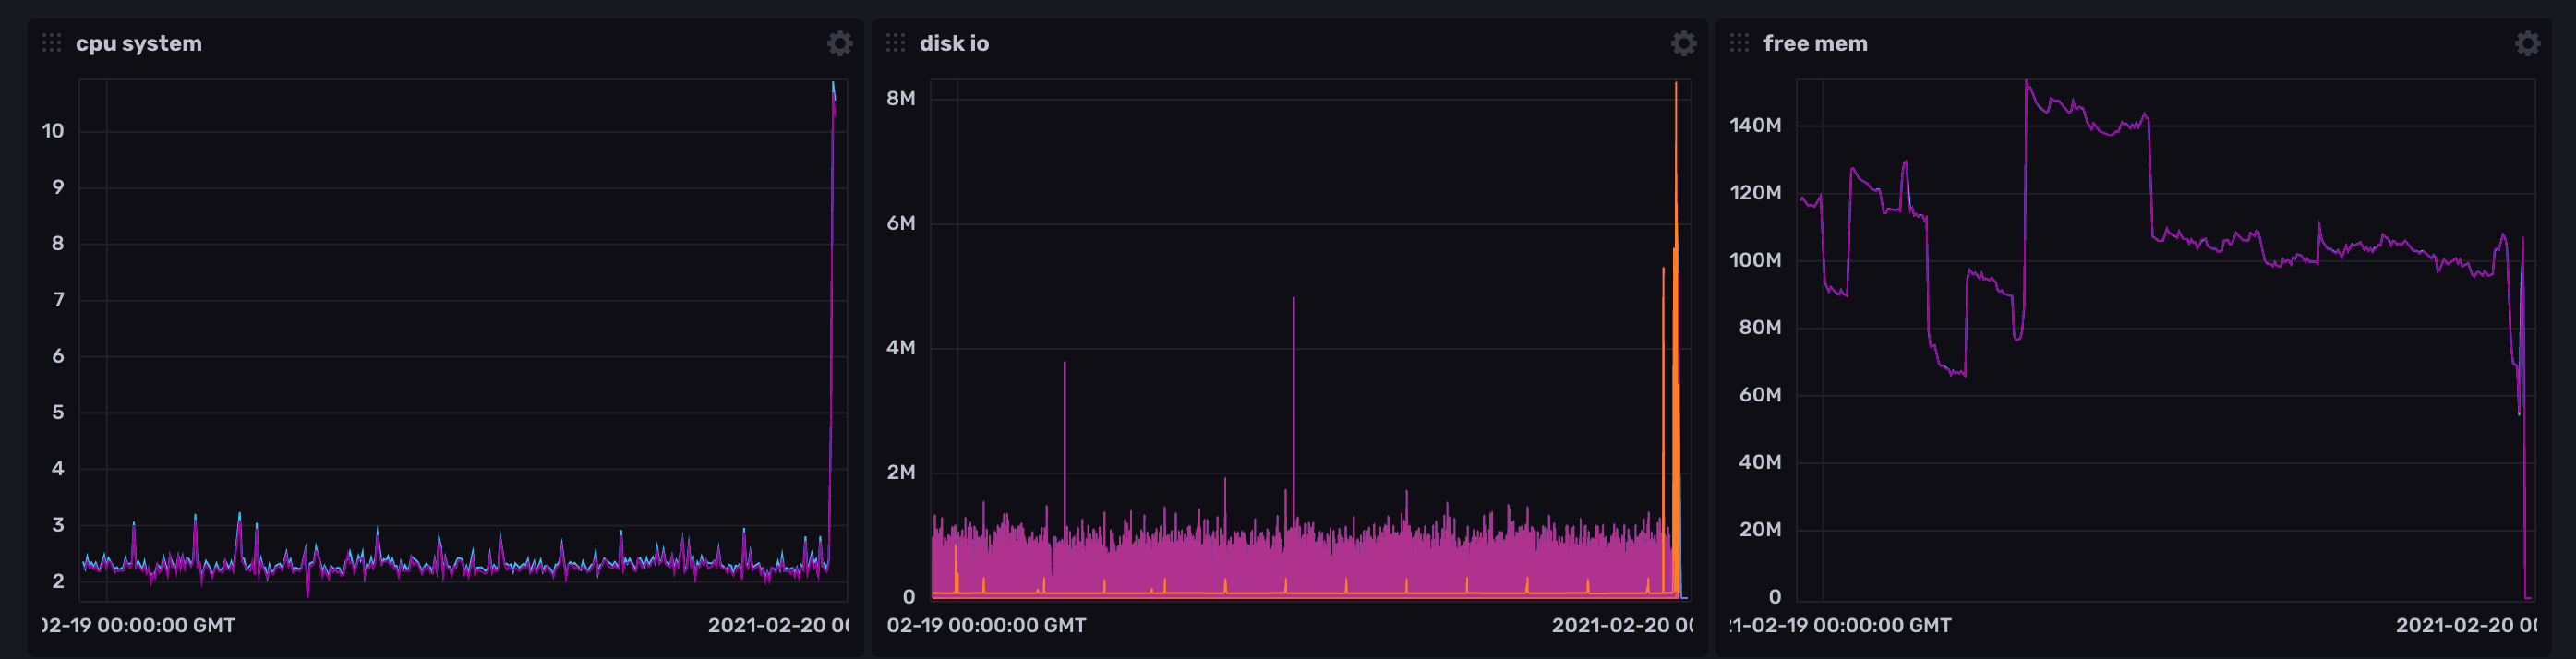 cpu system
10
9
8
7
6
5
4
3
2
02-19 00:00:00 GMT
2021-02-20 0(
disk io
8M
6M
4M
2M
0
02-19 00:00:00 GMT
2021-02-20 0(
free mem
140M
120M
100M
80M
60M
40M
20M
0
1-02-19 00:00:00 GMT
2021-02-20 0(